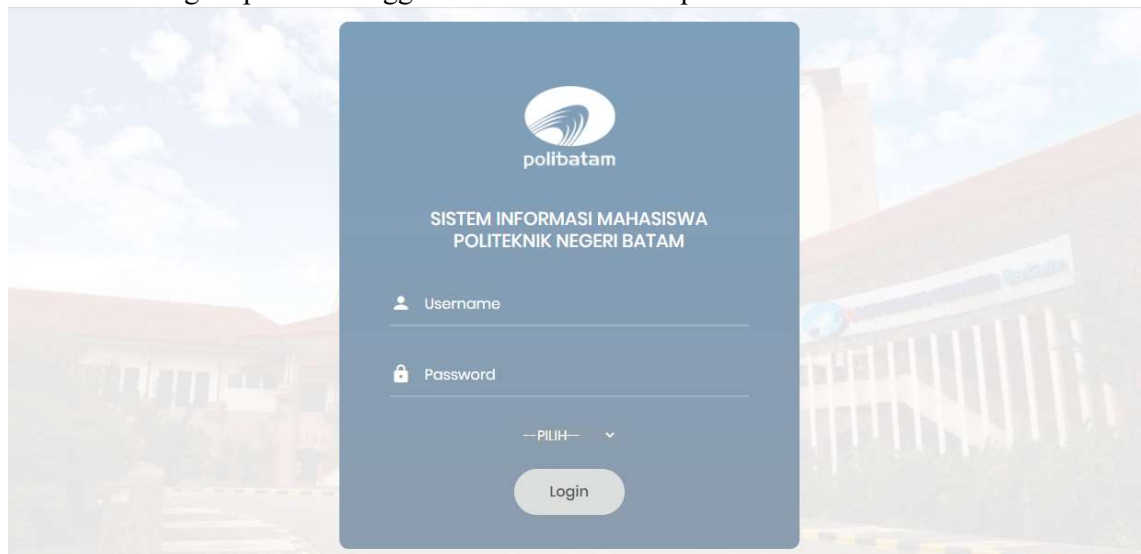 polibatam
SISTEM INFORMASI MAHASISWA
POLITEKNIK NEGERI BATAM
Username
Password
--PILIH--
Login